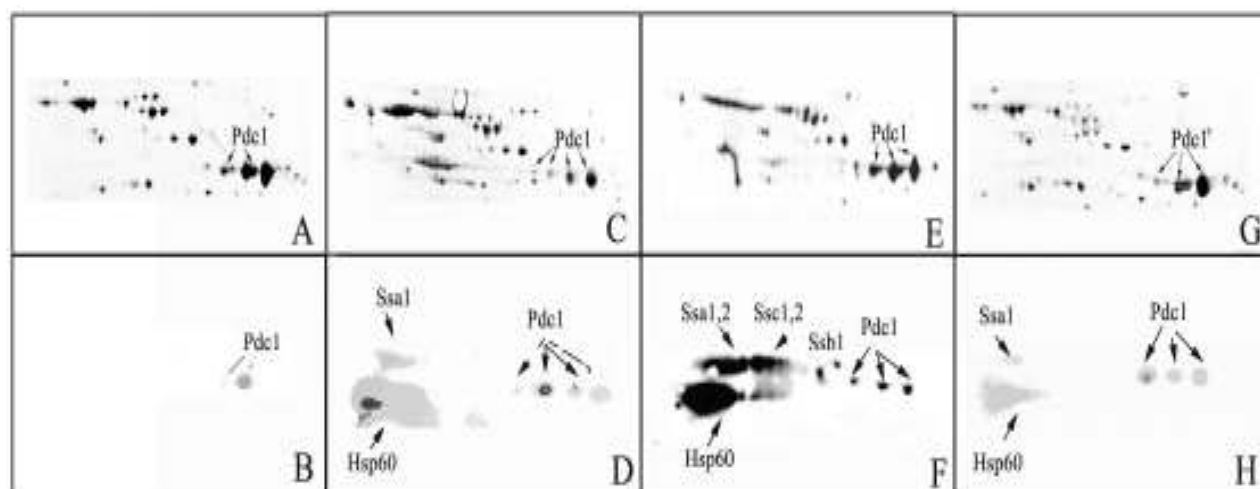 Pdc1
A
Pdc1
C
Pdc1
E
Pdc1
G
Pdc1
B
Ssa1
Pdc1
Hsp60
D
Ssa1,2 Ssc1,2
Ssh1
Pdc1
Hsp60
F
Ssa1
Pdc1
Hsp60
H